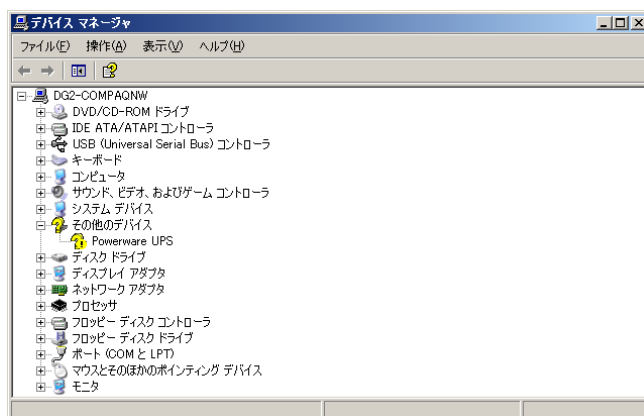 デバイス マネージャ
ファイル(F) 操作(A) 表示(V) ヘルプ(H)
DG2-COMPAQNW
DVD/CD-ROM ドライブ
IDE ATA/ATAPI コントローラ
USB (Universal Serial Bus) コントローラ
キーボード
コンピュータ
サウンド、ビデオ、およびゲーム コントローラ
システム デバイス
その他のデバイス
Powerware UPS
ディスク ドライブ
ディスプレイ アダプタ
ネットワーク アダプタ
プロセッサ
フロッピー ディスク コントローラ
フロッピー ディスク ドライブ
ポート (COM と LPT)
マウスとそのほかのポインティング デバイス
モニタ